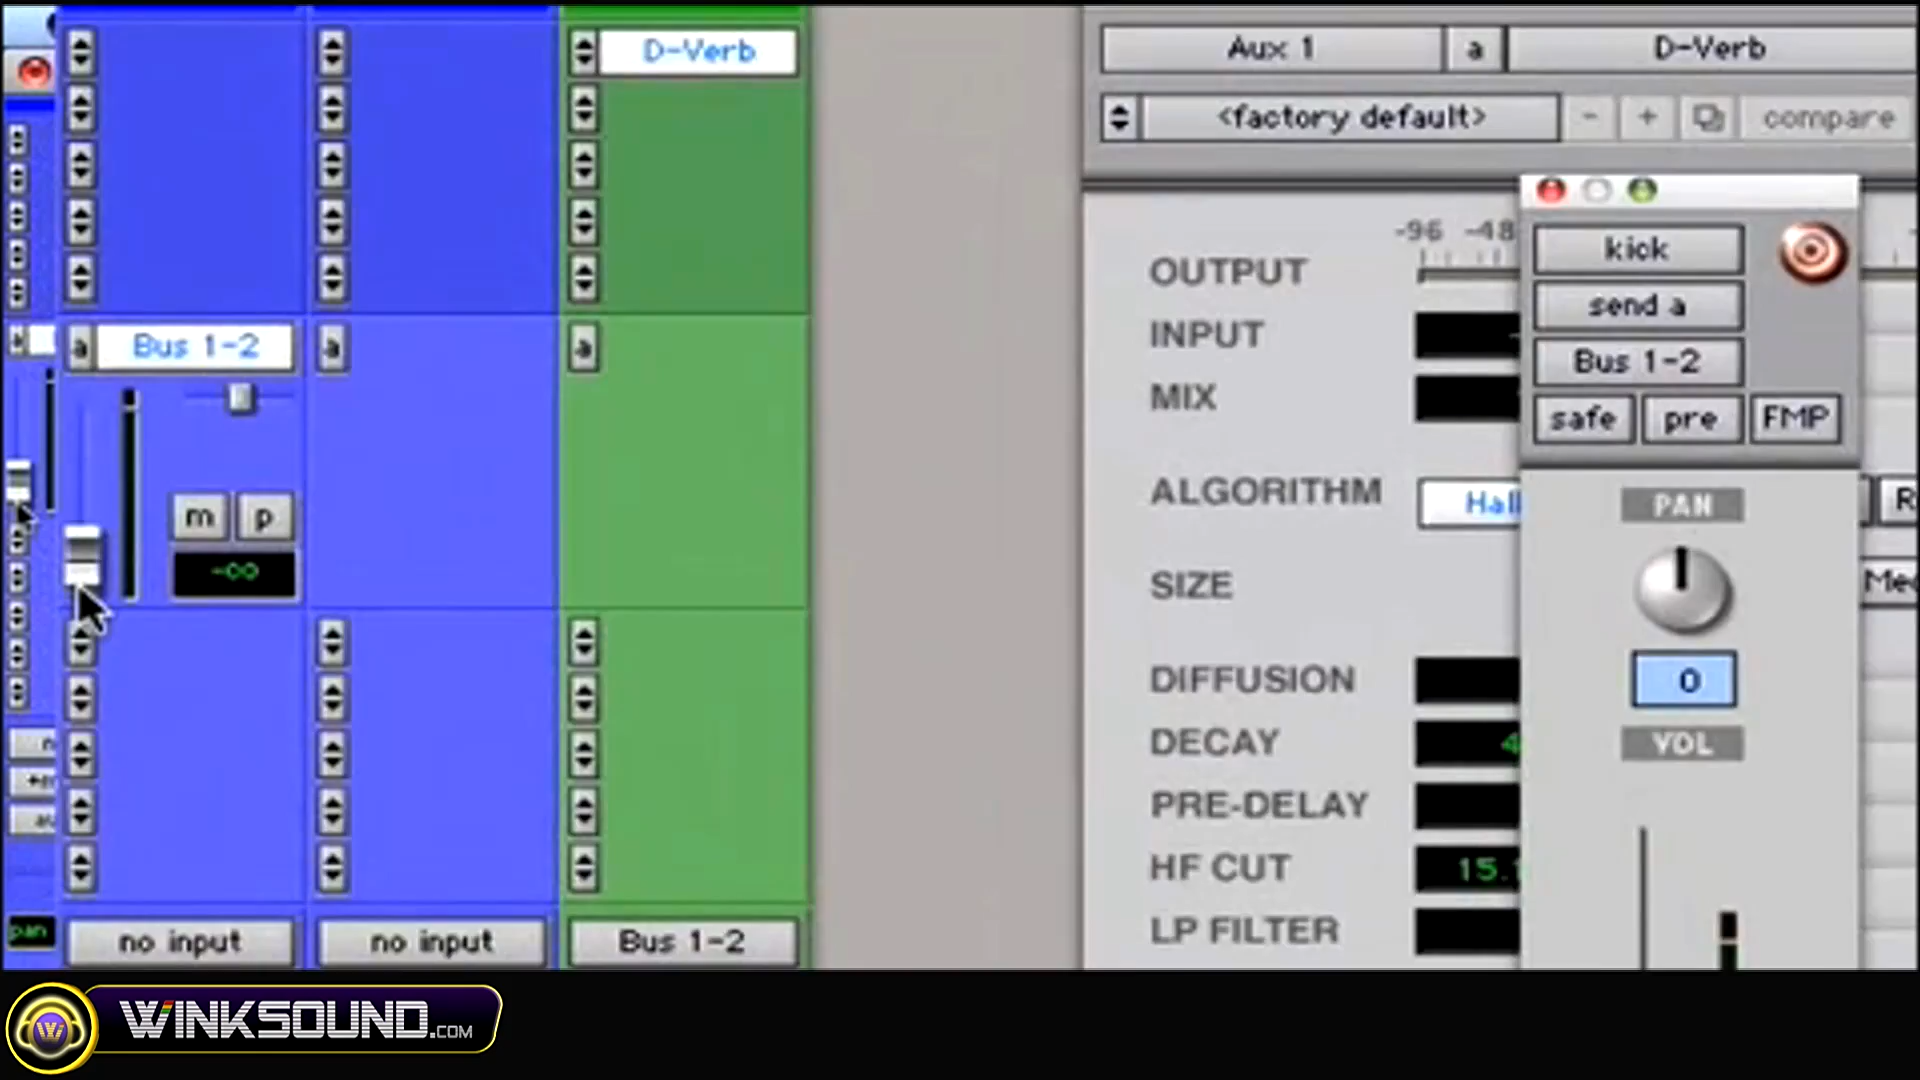 D-Verb
Aux 1 a D-Verb
<factory default> - + compare
-96 -48
kick
OUTPUT
send a
INPUT
a Bus 1-2 a a
Bus 1-2
MIX
safe pre FMP
ALGORITHM
PAN
m p
-∞
SIZE
0
DIFFUSION
DECAY
VOL
PRE-DELAY
HF CUT 15.
LP FILTER
pan
no input no input Bus 1-2
W WINKSOUND.COM